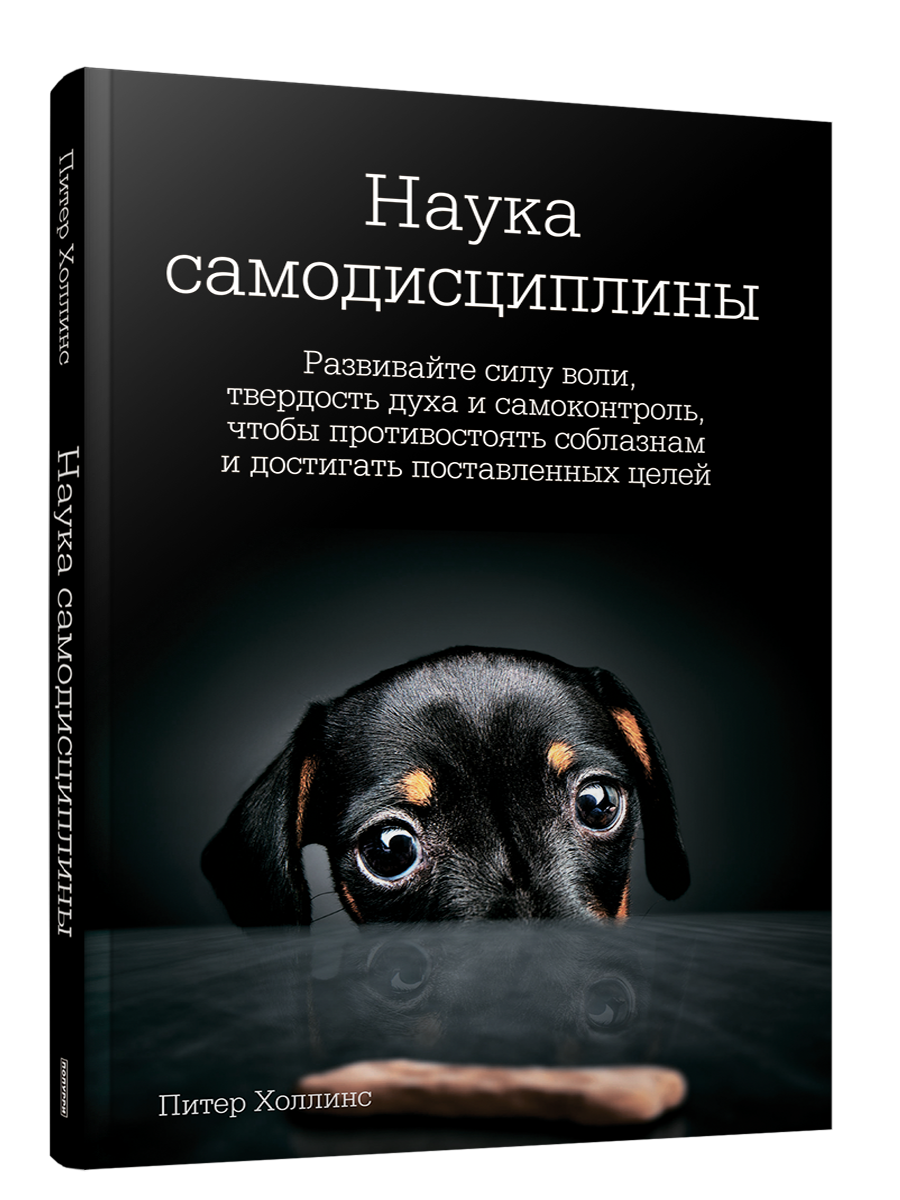 Наука
самодисциплины
Развивайте силу воли,
твердость духа и самоконтроль,
чтобы противостоять соблазнам
и достигать поставленных целей
Питер Холлинс
Питер Холлинс
Наука самодисциплины
ПОПУРРИ